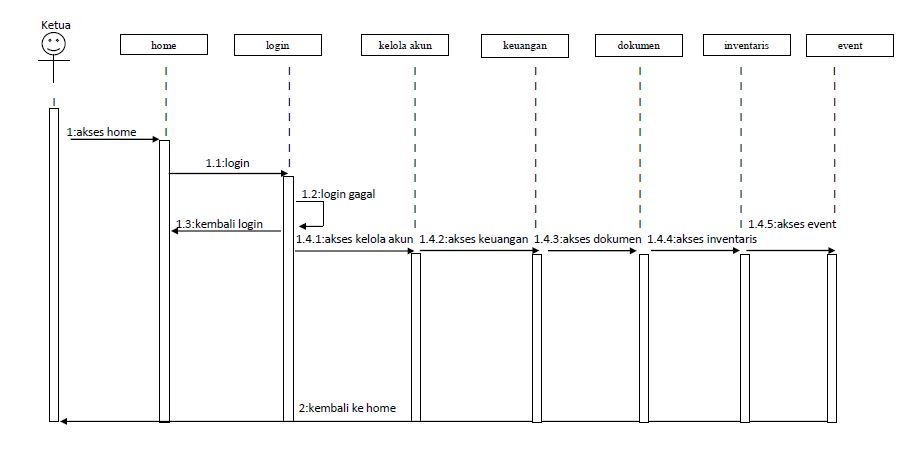 Ketua
home
login
kelola akun
keuangan
dokumen
inventaris
event
1:akses home
1.1:login
1.2:login gagal
1.3:kembali login
1.4.5:akses event
1.4.1:akses kelola akun
1.4.2:akses keuangan
1.4.3:akses dokumen
1.4.4:akses inventaris
2:kembali ke home